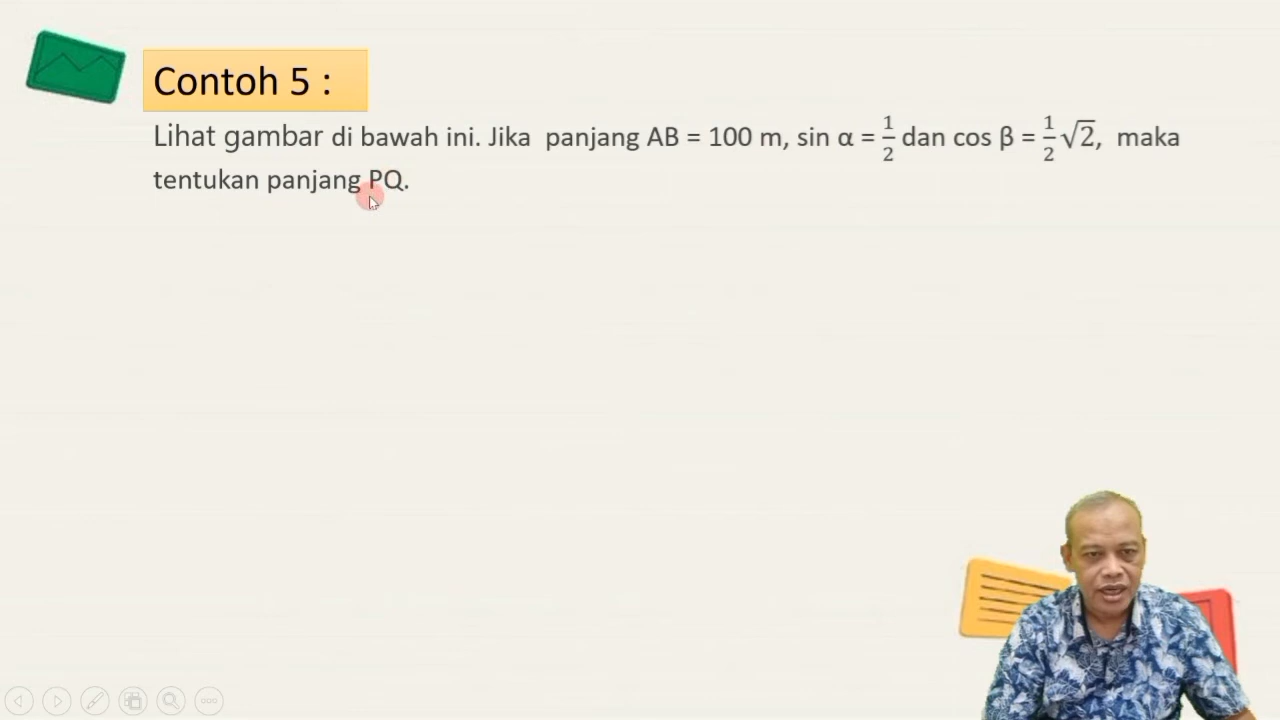 Contoh 5 :
Lihat gambar di bawah ini. Jika panjang AB = 100 m, sin α = 1/2 dan cos β = 1/2 √2, maka
tentukan panjang PQ.